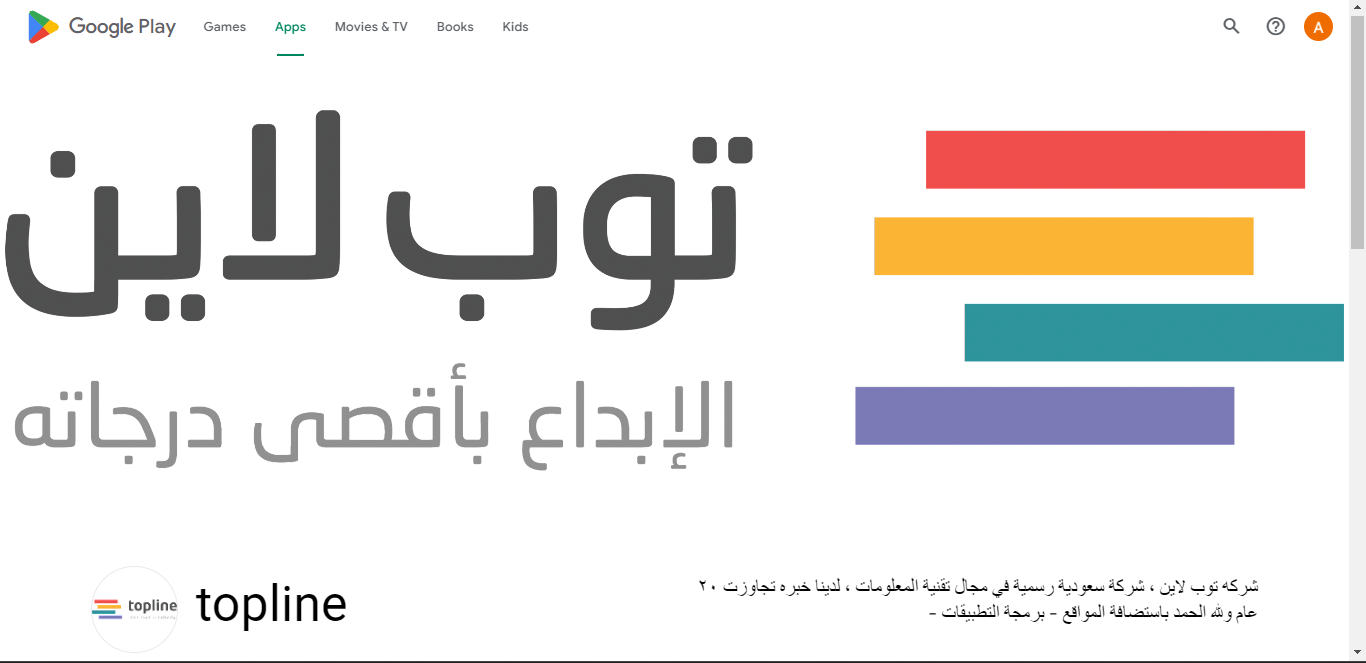 Google Play Games Apps Movies & TV Books Kids A
توب لاين
الإبداع بأقصى درجاته
topline
topline
شركه توب لاين ، شركة سعودية رسمية في مجال تقنية المعلومات ، لدينا خبره تجاوزت ٢٠
عام ولله الحمد باستضافة المواقع - برمجة التطبيقات -